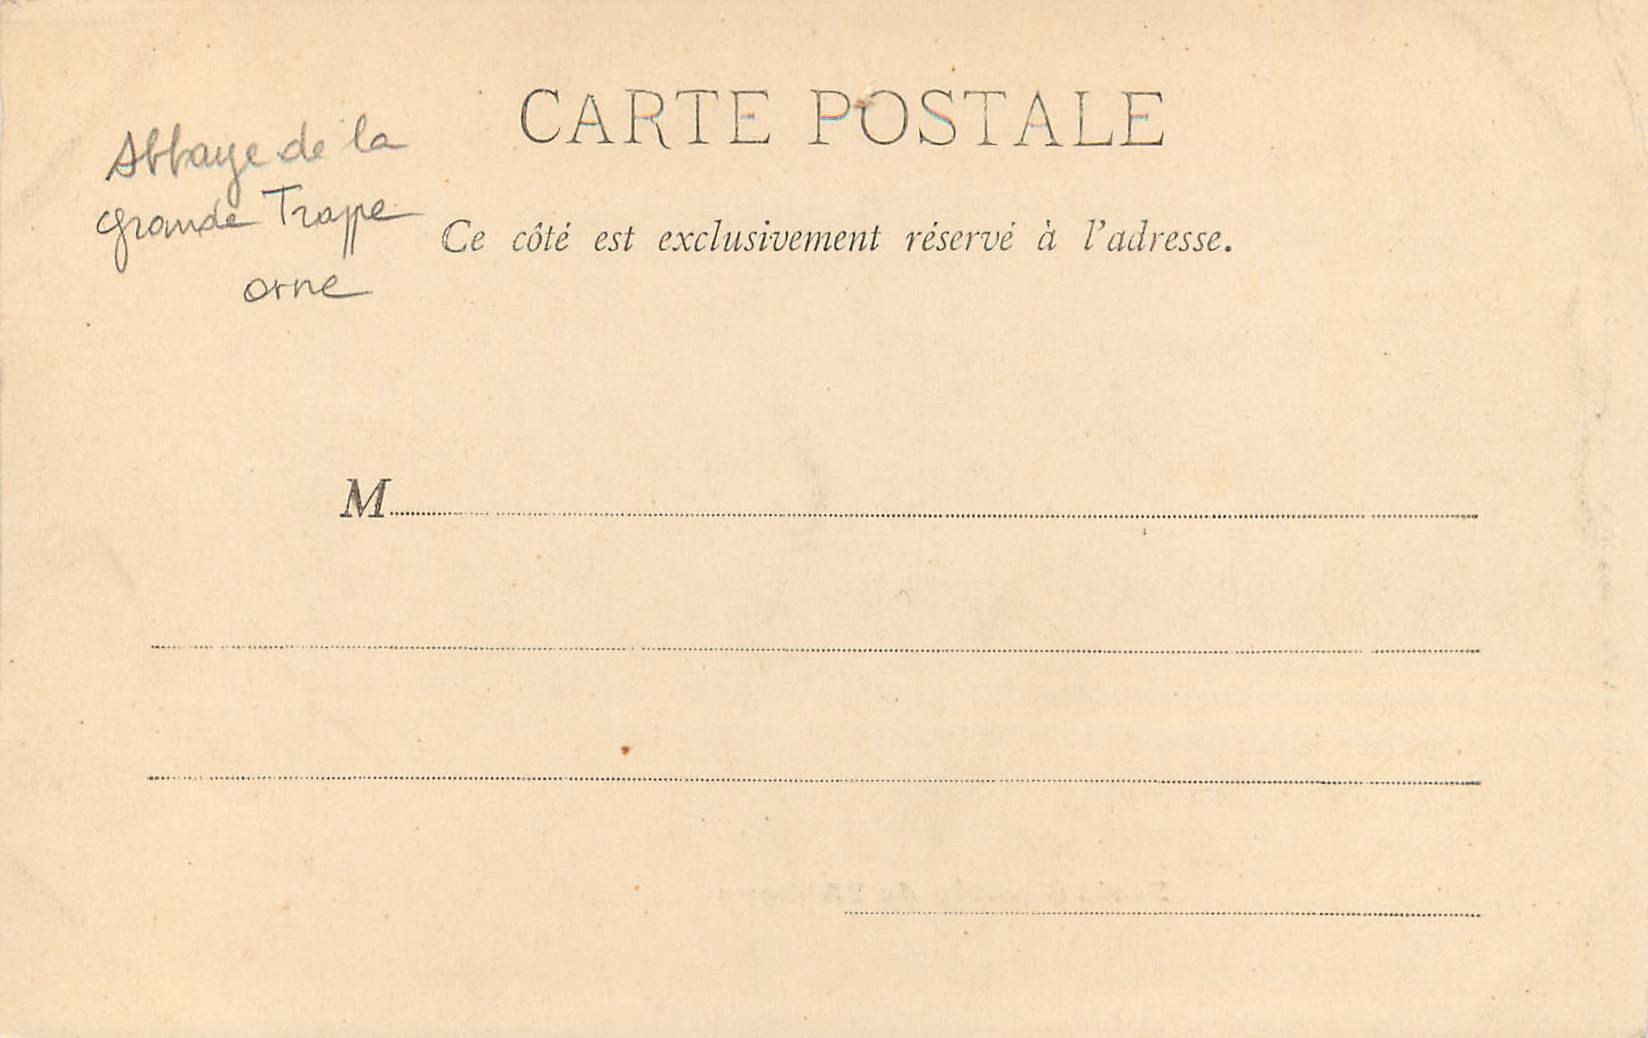 CARTE POSTALE
Abbaye de la
grande Trappe
orne
Ce côté est exclusivement réservé à l'adresse.
M